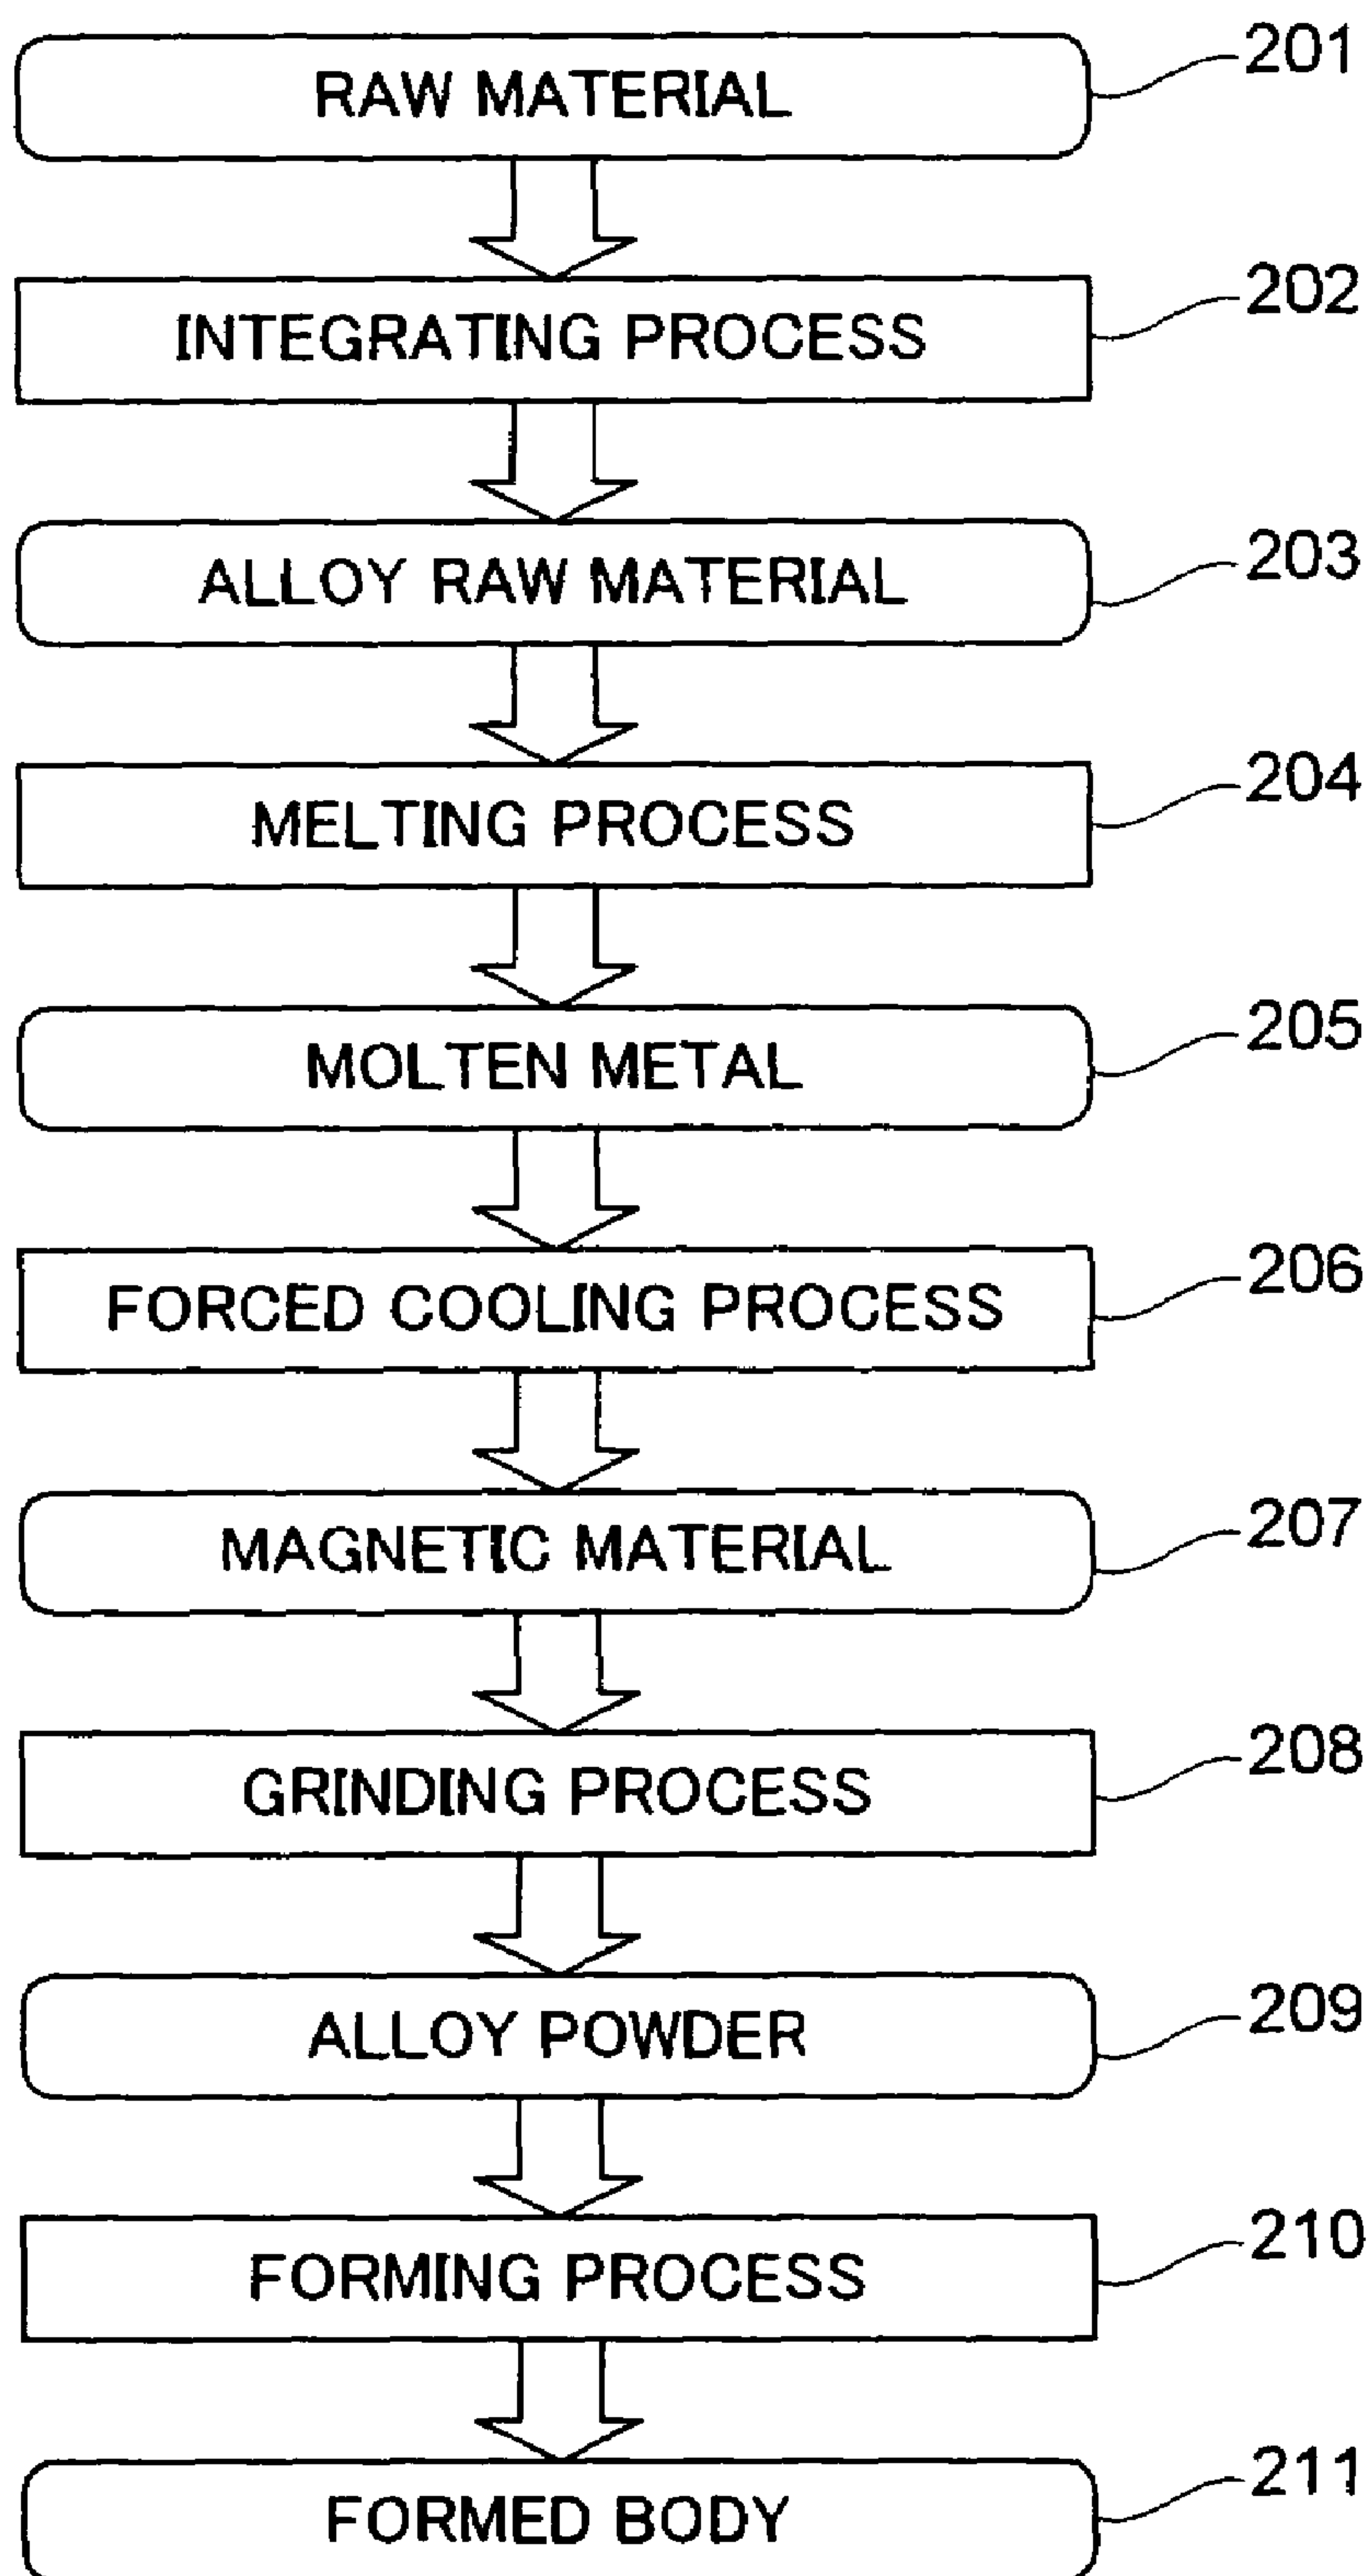 RAW MATERIAL 201
INTEGRATING PROCESS 202
ALLOY RAW MATERIAL 203
MELTING PROCESS 204
MOLTEN METAL 205
FORCED COOLING PROCESS 206
MAGNETIC MATERIAL 207
GRINDING PROCESS 208
ALLOY POWDER 209
FORMING PROCESS 210
FORMED BODY 211